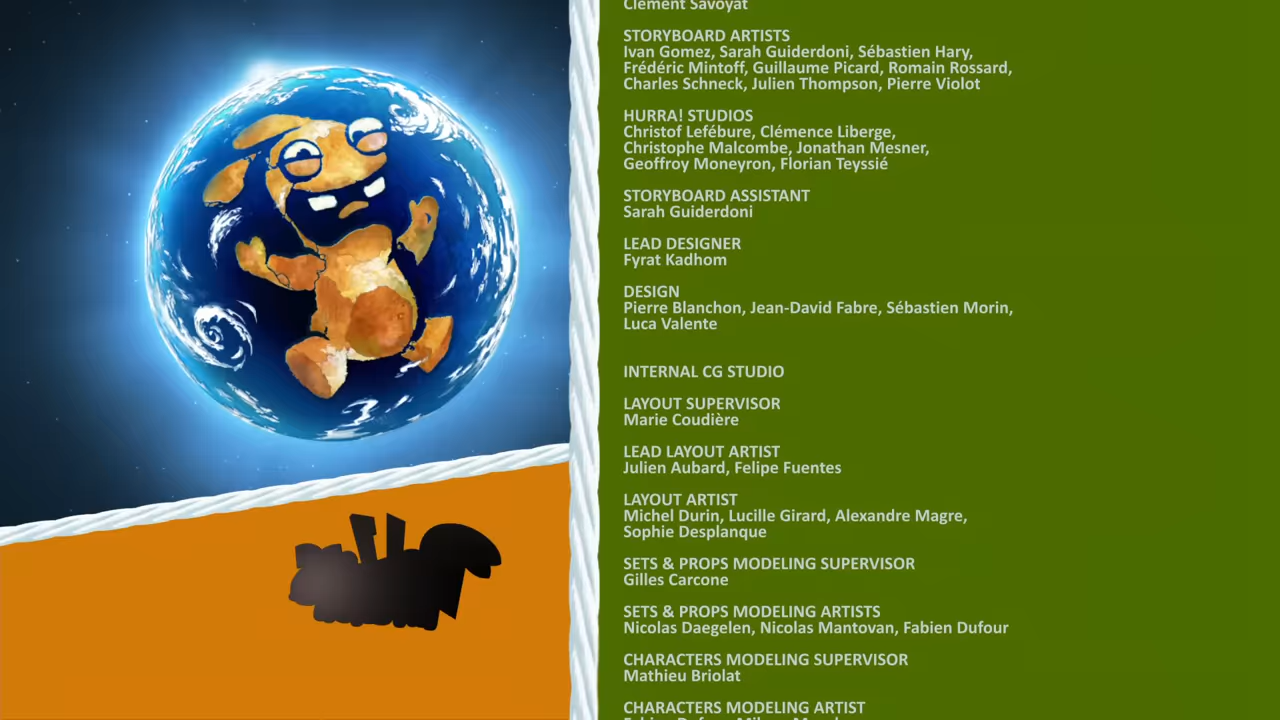 Clément Savoyat
STORYBOARD ARTISTS
Ivan Gomez, Sarah Guiderdoni, Sébastien Hary,
Frédéric Mintoff, Guillaume Picard, Romain Rossard,
Charles Schneck, Julien Thompson, Pierre Violot
HURRA! STUDIOS
Christof Lefébure, Clémence Liberge,
Christophe Malcombe, Jonathan Mesner,
Geoffroy Moneyron, Florian Teyssié
STORYBOARD ASSISTANT
Sarah Guiderdoni
LEAD DESIGNER
Fyrat Kadhom
DESIGN
Pierre Blanchon, Jean-David Fabre, Sébastien Morin,
Luca Valente
INTERNAL CG STUDIO
LAYOUT SUPERVISOR
Marie Coudière
LEAD LAYOUT ARTIST
Julien Aubard, Felipe Fuentes
LAYOUT ARTIST
Michel Durin, Lucille Girard, Alexandre Magre,
Sophie Desplanque
SETS & PROPS MODELING SUPERVISOR
Gilles Carcone
SETS & PROPS MODELING ARTISTS
Nicolas Daegelen, Nicolas Mantovan, Fabien Dufour
CHARACTERS MODELING SUPERVISOR
Mathieu Briolat
CHARACTERS MODELING ARTIST